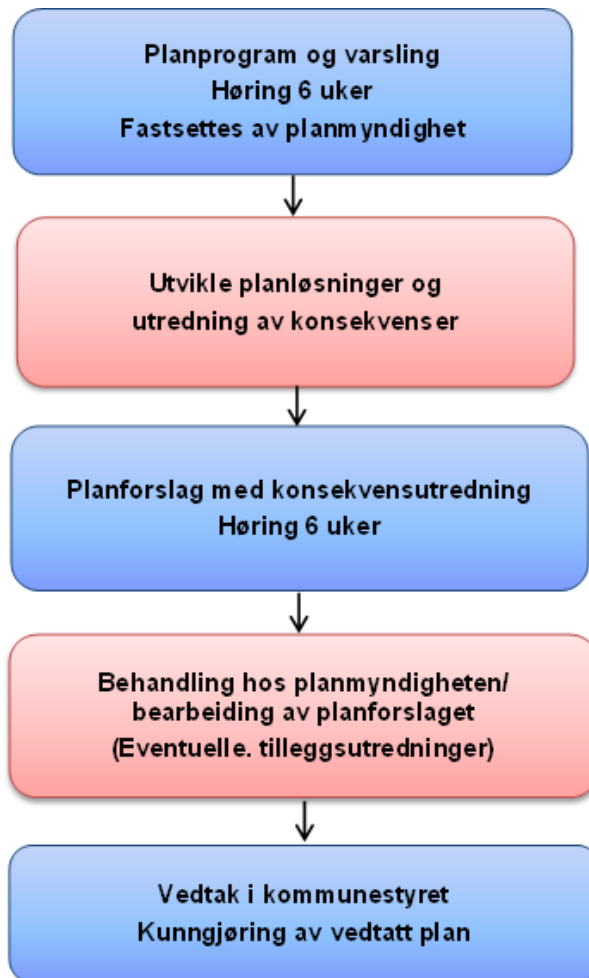 Planprogram og varsling
Høring 6 uker
Fastsettes av planmyndighet
Utvikle planløsninger og
utredning av konsekvenser
Planforslag med konsekvensutredning
Høring 6 uker
Behandling hos planmyndigheten/
bearbeiding av planforslaget
(Eventuelle. tilleggsutredninger)
Vedtak i kommunestyret
Kunngjøring av vedtatt plan